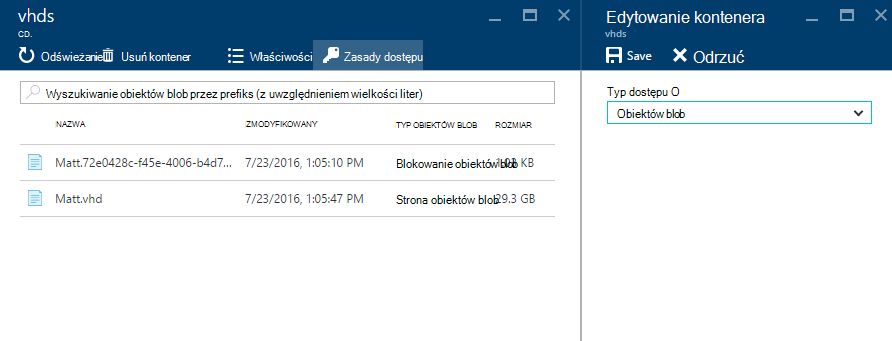 vhds
CD.
Odświeżanie Usuń kontener Właściwości Zasady dostępu
Wyszukiwanie obiektów blob przez prefiks (z uwzględnieniem wielkości liter)
NAZWA ZMODYFIKOWANY TYP OBIEKTÓW BLOB ROZMIAR
Matt.72e0428c-f45e-4006-b4d7... 7/23/2016, 1:05:10 PM Blokowanie obiektów blob KB
Matt.vhd 7/23/2016, 1:05:47 PM Strona obiektów blob 29.3 GB
Edytowanie kontenera
vhds
Save Odrzuć
Typ dostępu O
Obiektów blob